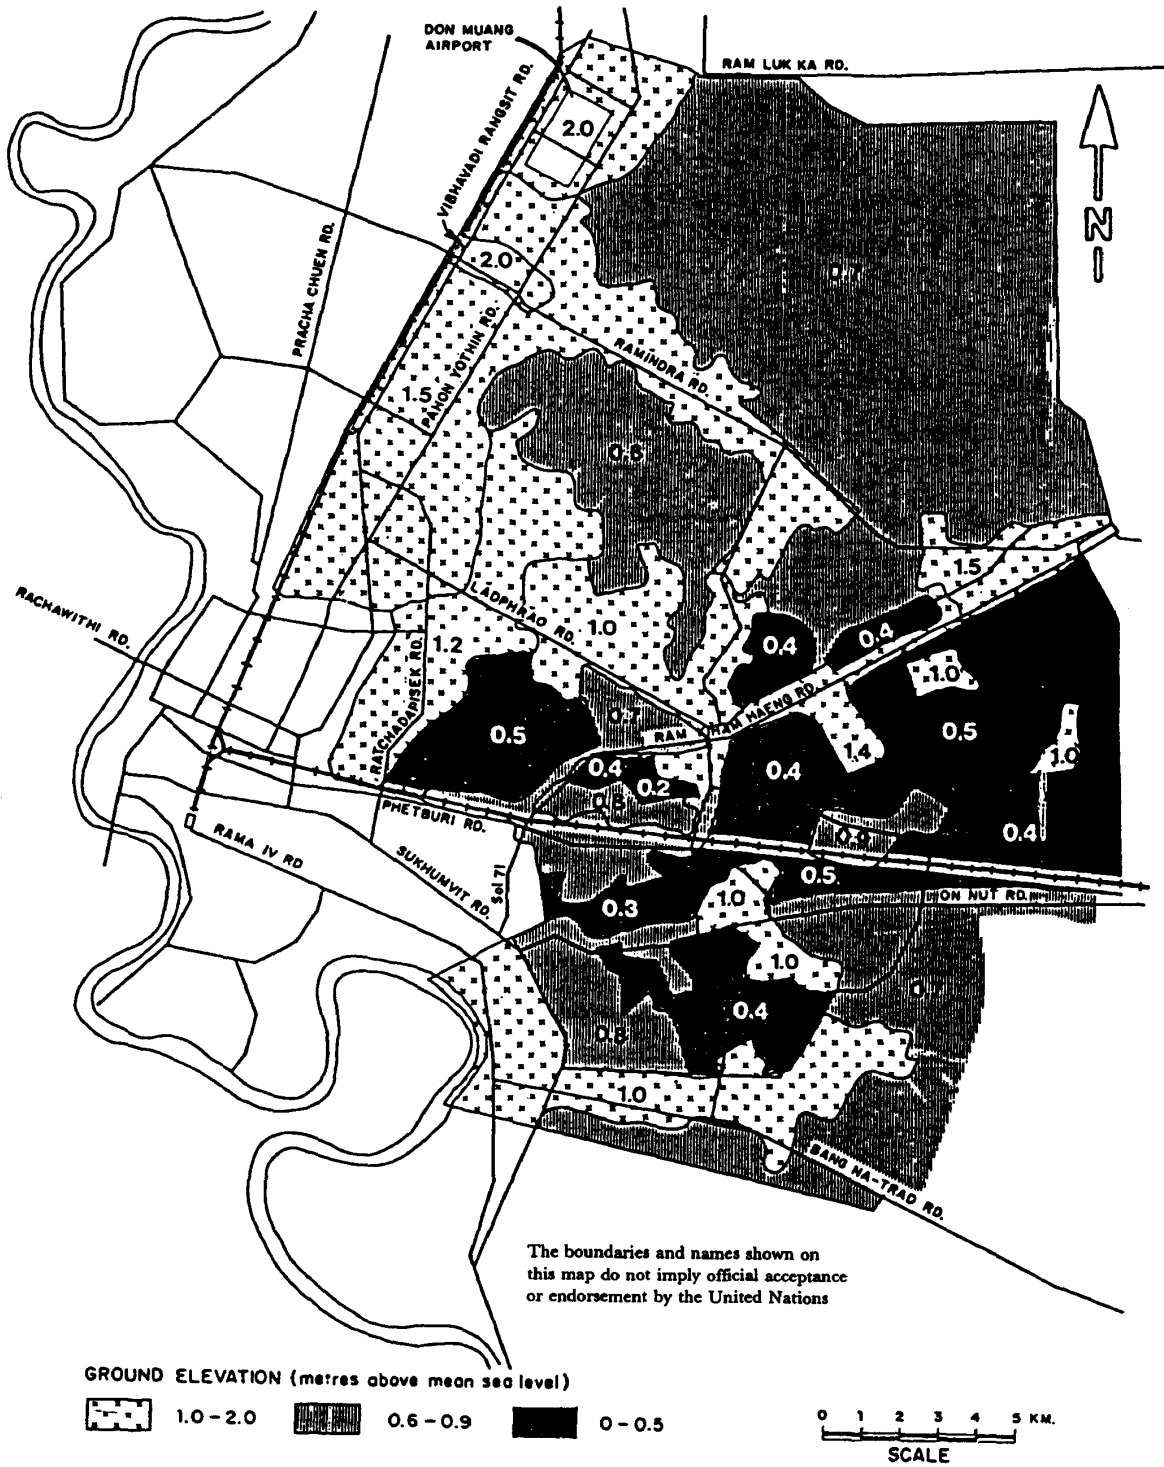 DON MUANG
AIRPORT
RAM LUK KA RD.
VIBHAVADI RANGSIT RD.
2.0
N
PRACHA CHUEN RD.
2.0
PAHON YOTHIN RD.
RAMINDRA RD.
1.5
0.8
1.5
RACHAWITHI RD.
LADPHRAO RD.
1.0
1.2
0.4
0.4
RATCHADAPISEK RD.
1.0
0.5
0.7
RAM KHAM HAENG RD.
0.5
1.4
1.0
0.4
0.2
0.4
PHETBURI RD.
0.4
RAMA IV RD
SUKHUMVIT RD.
Soi 71
0.5
ON NUT RD.
0.3
1.0
1.0
0.4
0.8
1.0
BANG NA-TRAD RD.
The boundaries and names shown on
this map do not imply official acceptance
or endorsement by the United Nations
GROUND ELEVATION (metres above mean sea level)
1.0-2.0
0.6-0.9
0-0.5
0 1 2 3 4 5 KM.
SCALE